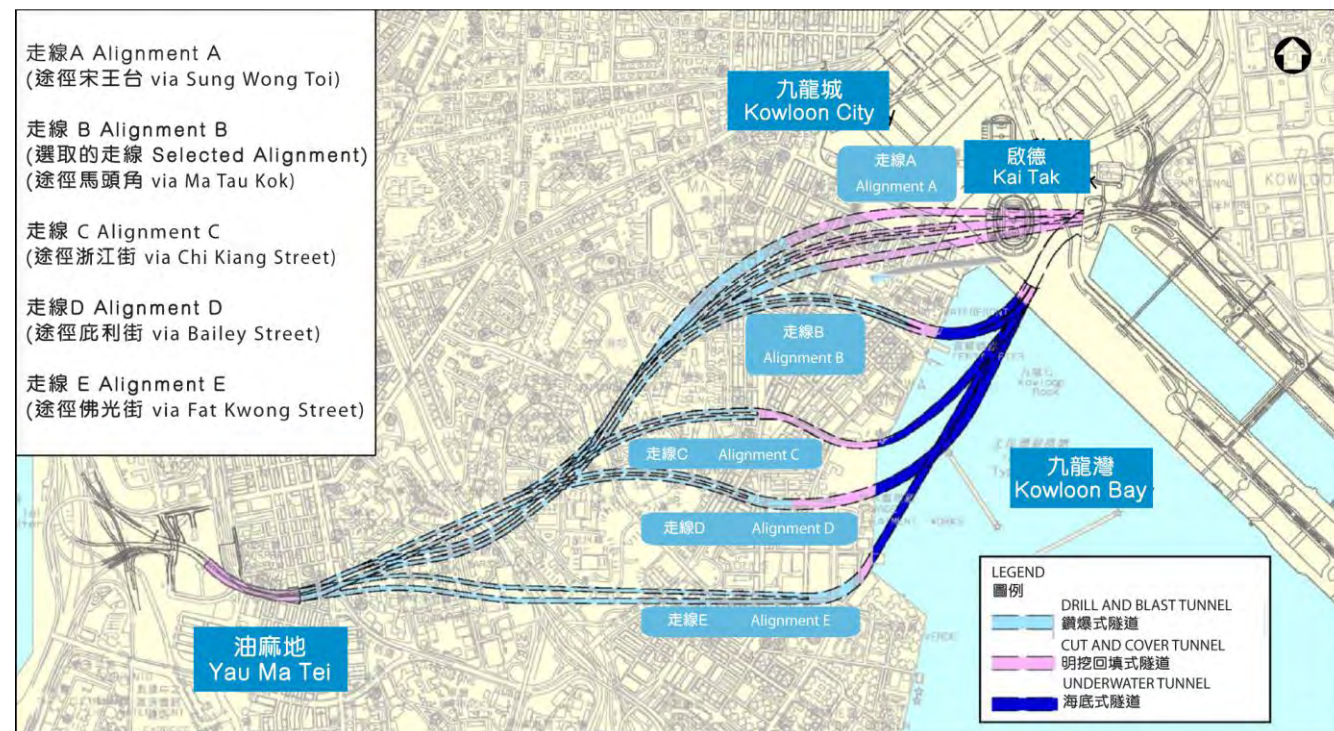 走線A Alignment A
(途徑宋王台 via Sung Wong Toi)
走線 B Alignment B
(選取的走線 Selected Alignment)
(途徑馬頭角 via Ma Tau Kok)
走線 C Alignment C
(途徑浙江街 via Chi Kiang Street)
走線D Alignment D
(途徑庇利街 via Bailey Street)
走線 E Alignment E
(途徑佛光街 via Fat Kwong Street)
九龍城
Kowloon City
走線A
Alignment A
啟德
Kai Tak
走線B
Alignment B
走線C Alignment C
走線D Alignment D
走線E Alignment E
九龍灣
Kowloon Bay
油麻地
Yau Ma Tei
LEGEND
圖例
DRILL AND BLAST TUNNEL
鑽爆式隧道
CUT AND COVER TUNNEL
明挖回填式隧道
UNDERWATER TUNNEL
海底式隧道